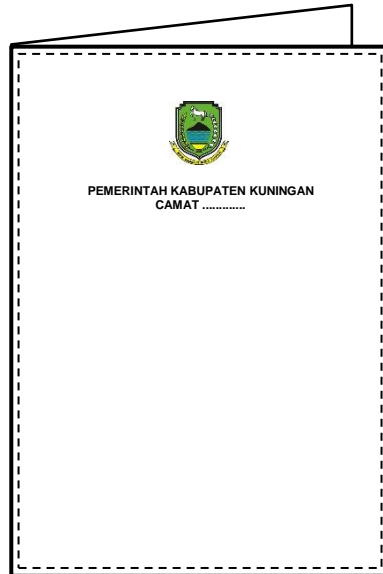 PEMERINTAH KABUPATEN KUNINGAN
CAMAT .............